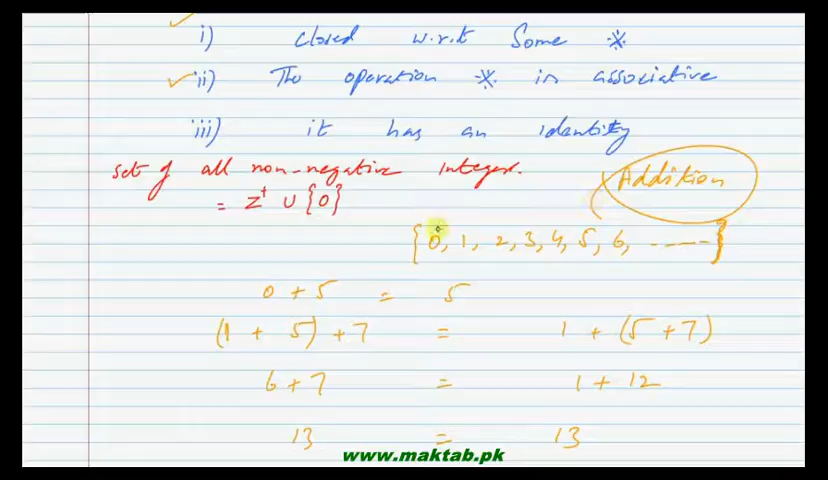 i) closed w.r.t Some *
ii) The operation * in associative
iii) it has an identity
set of all non-negative integers.
= Z⁺ ∪ {0}
Addition
{0, 1, 2, 3, 4, 5, 6, ------}
0 + 5 = 5
(1 + 5) + 7 = 1 + (5 + 7)
6 + 7 = 1 + 12
13 = 13
www.maktab.pk